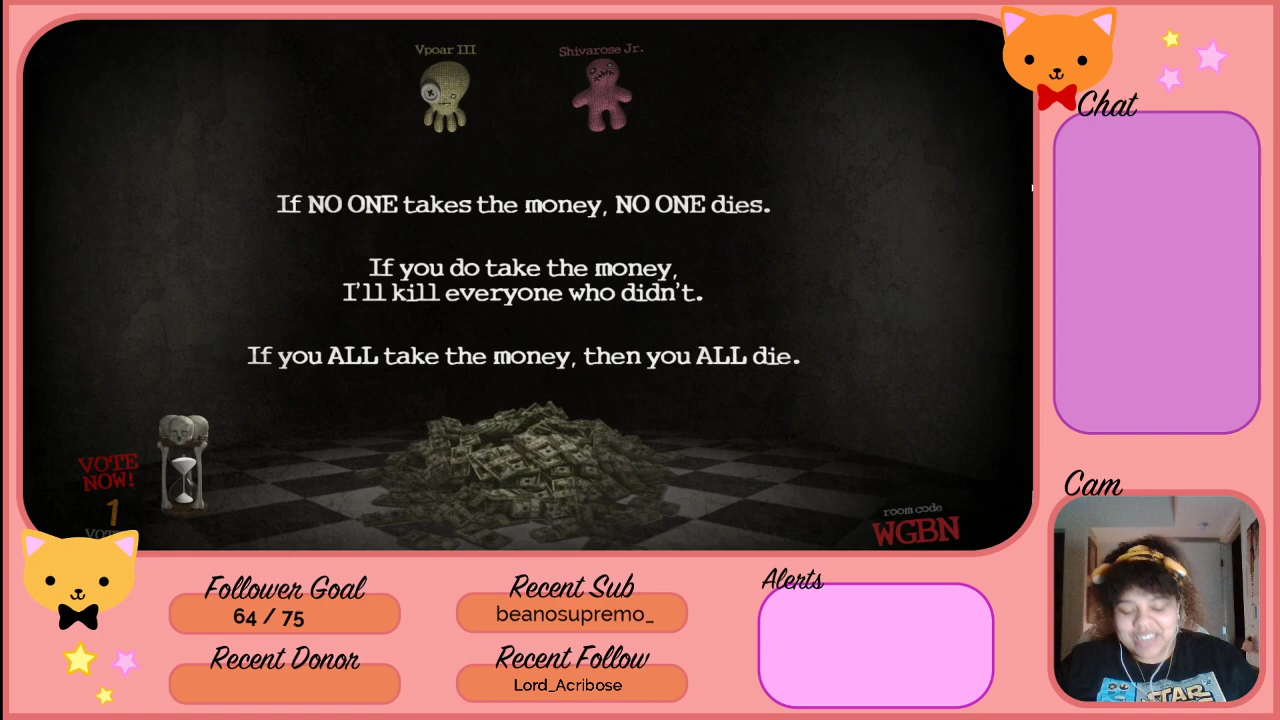 Vpoar III
Shivarose Jr.
If NO ONE takes the money, NO ONE dies.
If you do take the money,
I'll kill everyone who didn't.
If you ALL take the money, then you ALL die.
VOTE
NOW!
1
room code
WGBN
Chat
Cam
Follower Goal
64 / 75
Recent Donor
Recent Sub
beanosupremo_
Recent Follow
Lord_Acribose
Alerts
STAR